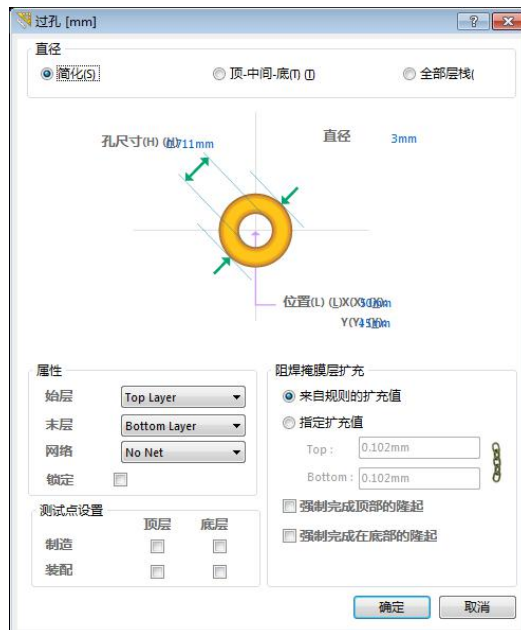 过孔 [mm]
直径
简化(S) 顶-中间-底(T) (T) 全部层栈(
孔尺寸(H) 0.711mm 直径 3mm
位置(L) (L)X(X) 50mm
Y(Y) 45mm
属性
始层 Top Layer
末层 Bottom Layer
网络 No Net
锁定
测试点设置
顶层 底层
制造
装配
阻焊掩膜层扩充
来自规则的扩充值
指定扩充值
Top : 0.102mm
Bottom : 0.102mm
强制完成顶部的隆起
强制完成在底部的隆起
确定 取消